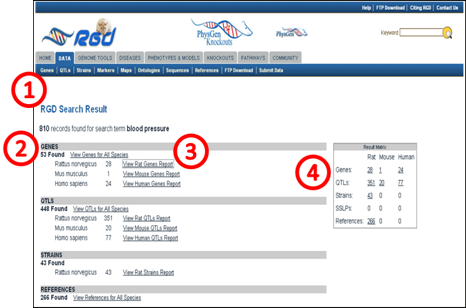 Help | FTP Download | Citing RGD | Contact Us
RGD
PhysGen Knockouts
PhysGen
Keyword
HOME DATA GENOME TOOLS DISEASES PHENOTYPES & MODELS KNOCKOUTS PATHWAYS COMMUNITY
Genes | QTLs | Strains | Markers | Maps | Ontologies | Sequences | References | FTP Download | Submit Data
1
RGD Search Result
810 records found for search term blood pressure
2
GENES
53 Found View Genes for All Species
Rattus norvegicus 28 View Rat Genes Report
Mus musculus 1 View Mouse Genes Report
Homo sapiens 24 View Human Genes Report
3
QTLS
448 Found View QTLs for All Species
Rattus norvegicus 351 View Rat QTLs Report
Mus musculus 20 View Mouse QTLs Report
Homo sapiens 77 View Human QTLs Report
STRAINS
43 Found
Rattus norvegicus 43 View Rat Strains Report
REFERENCES
266 Found View References for All Species
4
Result Matrix
Rat Mouse Human
Genes: 28 1 24
QTLs: 351 20 77
Strains: 43 0 0
SSLPs: 0 0 0
References: 266 0 0